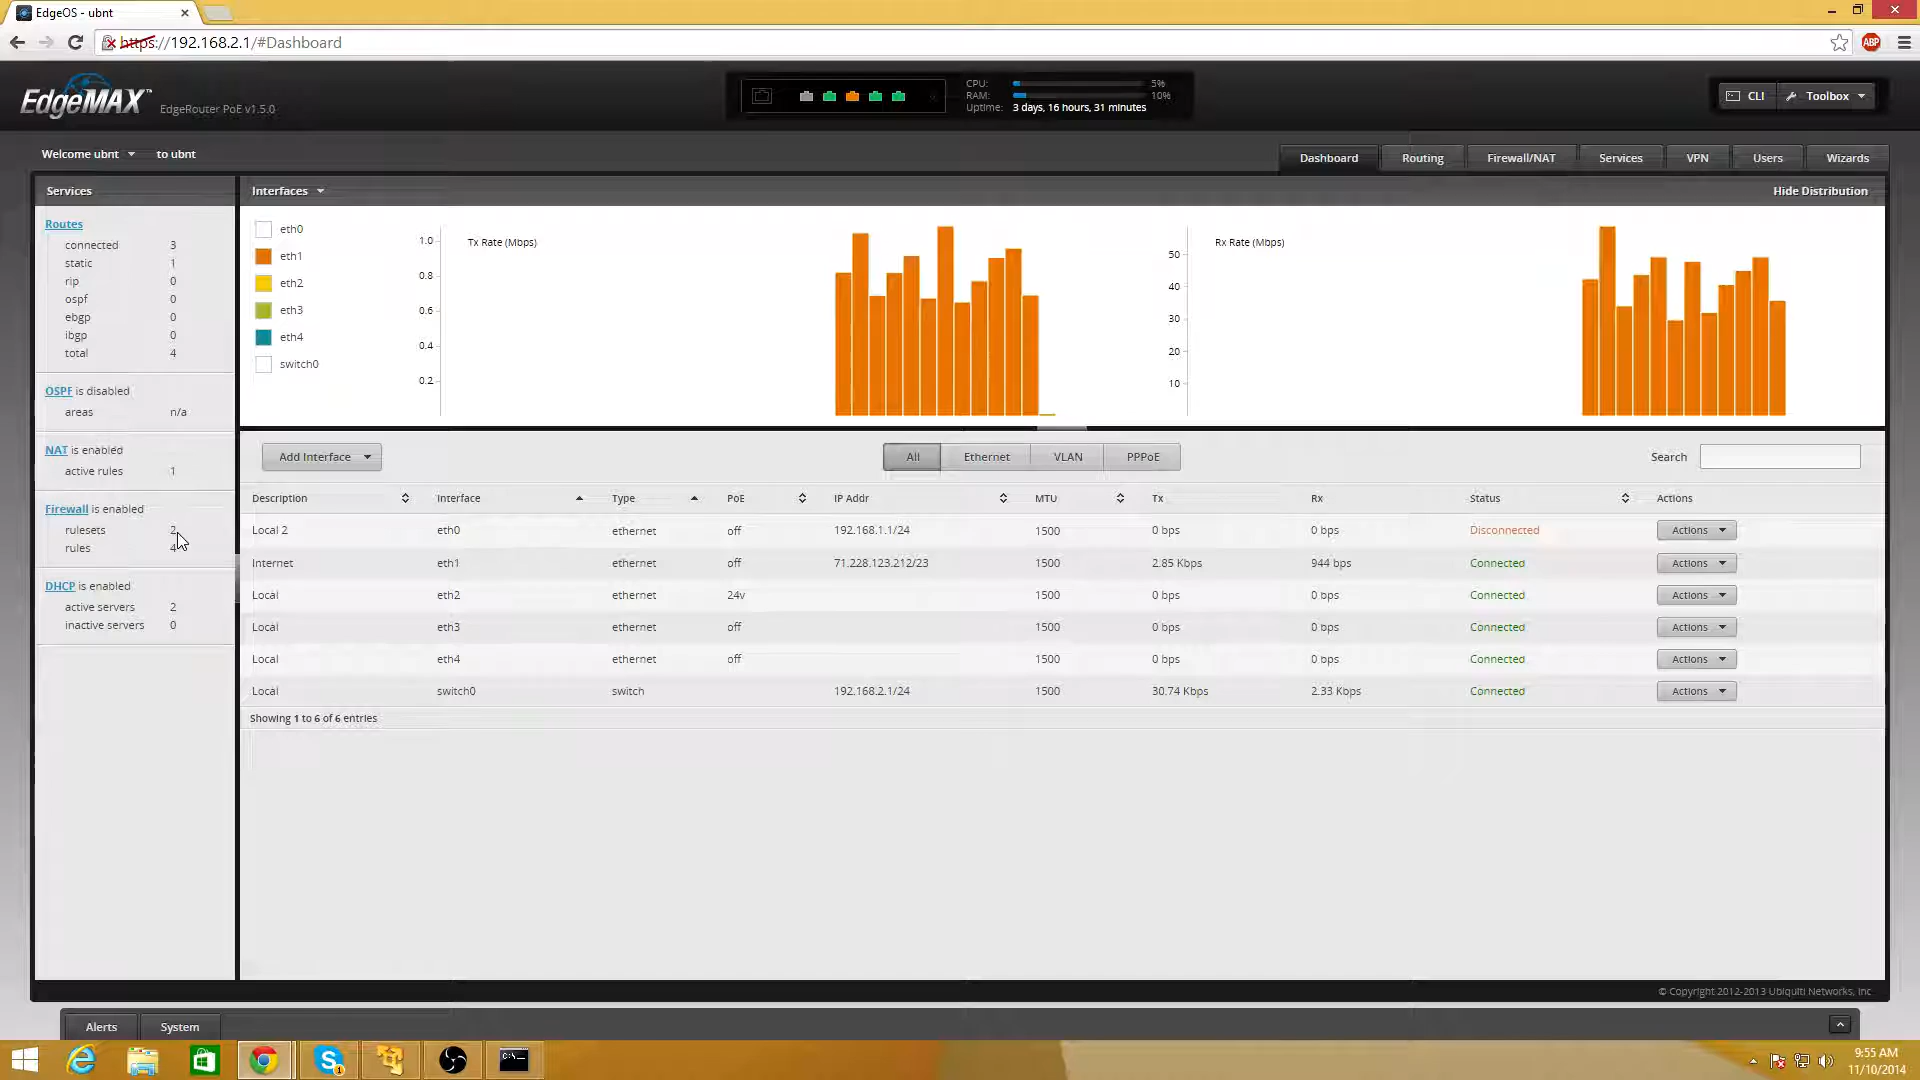 EdgeOS - ubnt
https://192.168.2.1/#Dashboard
ABP
EdgeMAX™
EdgeRouter PoE v1.5.0
CPU: 5%
RAM: 10%
Uptime: 3 days, 16 hours, 31 minutes
CLI
Toolbox
Welcome ubnt to ubnt
Dashboard Routing Firewall/NAT Services VPN Users Wizards
Services
Routes
connected 3
static 1
rip 0
ospf 0
ebgp 0
ibgp 0
total 4
OSPF is disabled
areas n/a
NAT is enabled
active rules 1
Firewall is enabled
rulesets 2
rules 4
DHCP is enabled
active servers 2
inactive servers 0
Interfaces
Hide Distribution
eth0
eth1
eth2
eth3
eth4
switch0
Tx Rate (Mbps)
1.0
0.8
0.6
0.4
0.2
Rx Rate (Mbps)
50
40
30
20
10
Add Interface
All Ethernet VLAN PPPoE
Search
Description Interface Type PoE IP Addr MTU Tx Rx Status Actions
Local 2 eth0 ethernet off 192.168.1.1/24 1500 0 bps 0 bps Disconnected Actions
Internet eth1 ethernet off 71.228.123.212/23 1500 2.85 Kbps 944 bps Connected Actions
Local eth2 ethernet 24v 1500 0 bps 0 bps Connected Actions
Local eth3 ethernet off 1500 0 bps 0 bps Connected Actions
Local eth4 ethernet off 1500 0 bps 0 bps Connected Actions
Local switch0 switch 192.168.2.1/24 1500 30.74 Kbps 2.33 Kbps Connected Actions
Showing 1 to 6 of 6 entries
© Copyright 2012-2013 Ubiquiti Networks, Inc
Alerts System
9:55 AM
11/10/2014